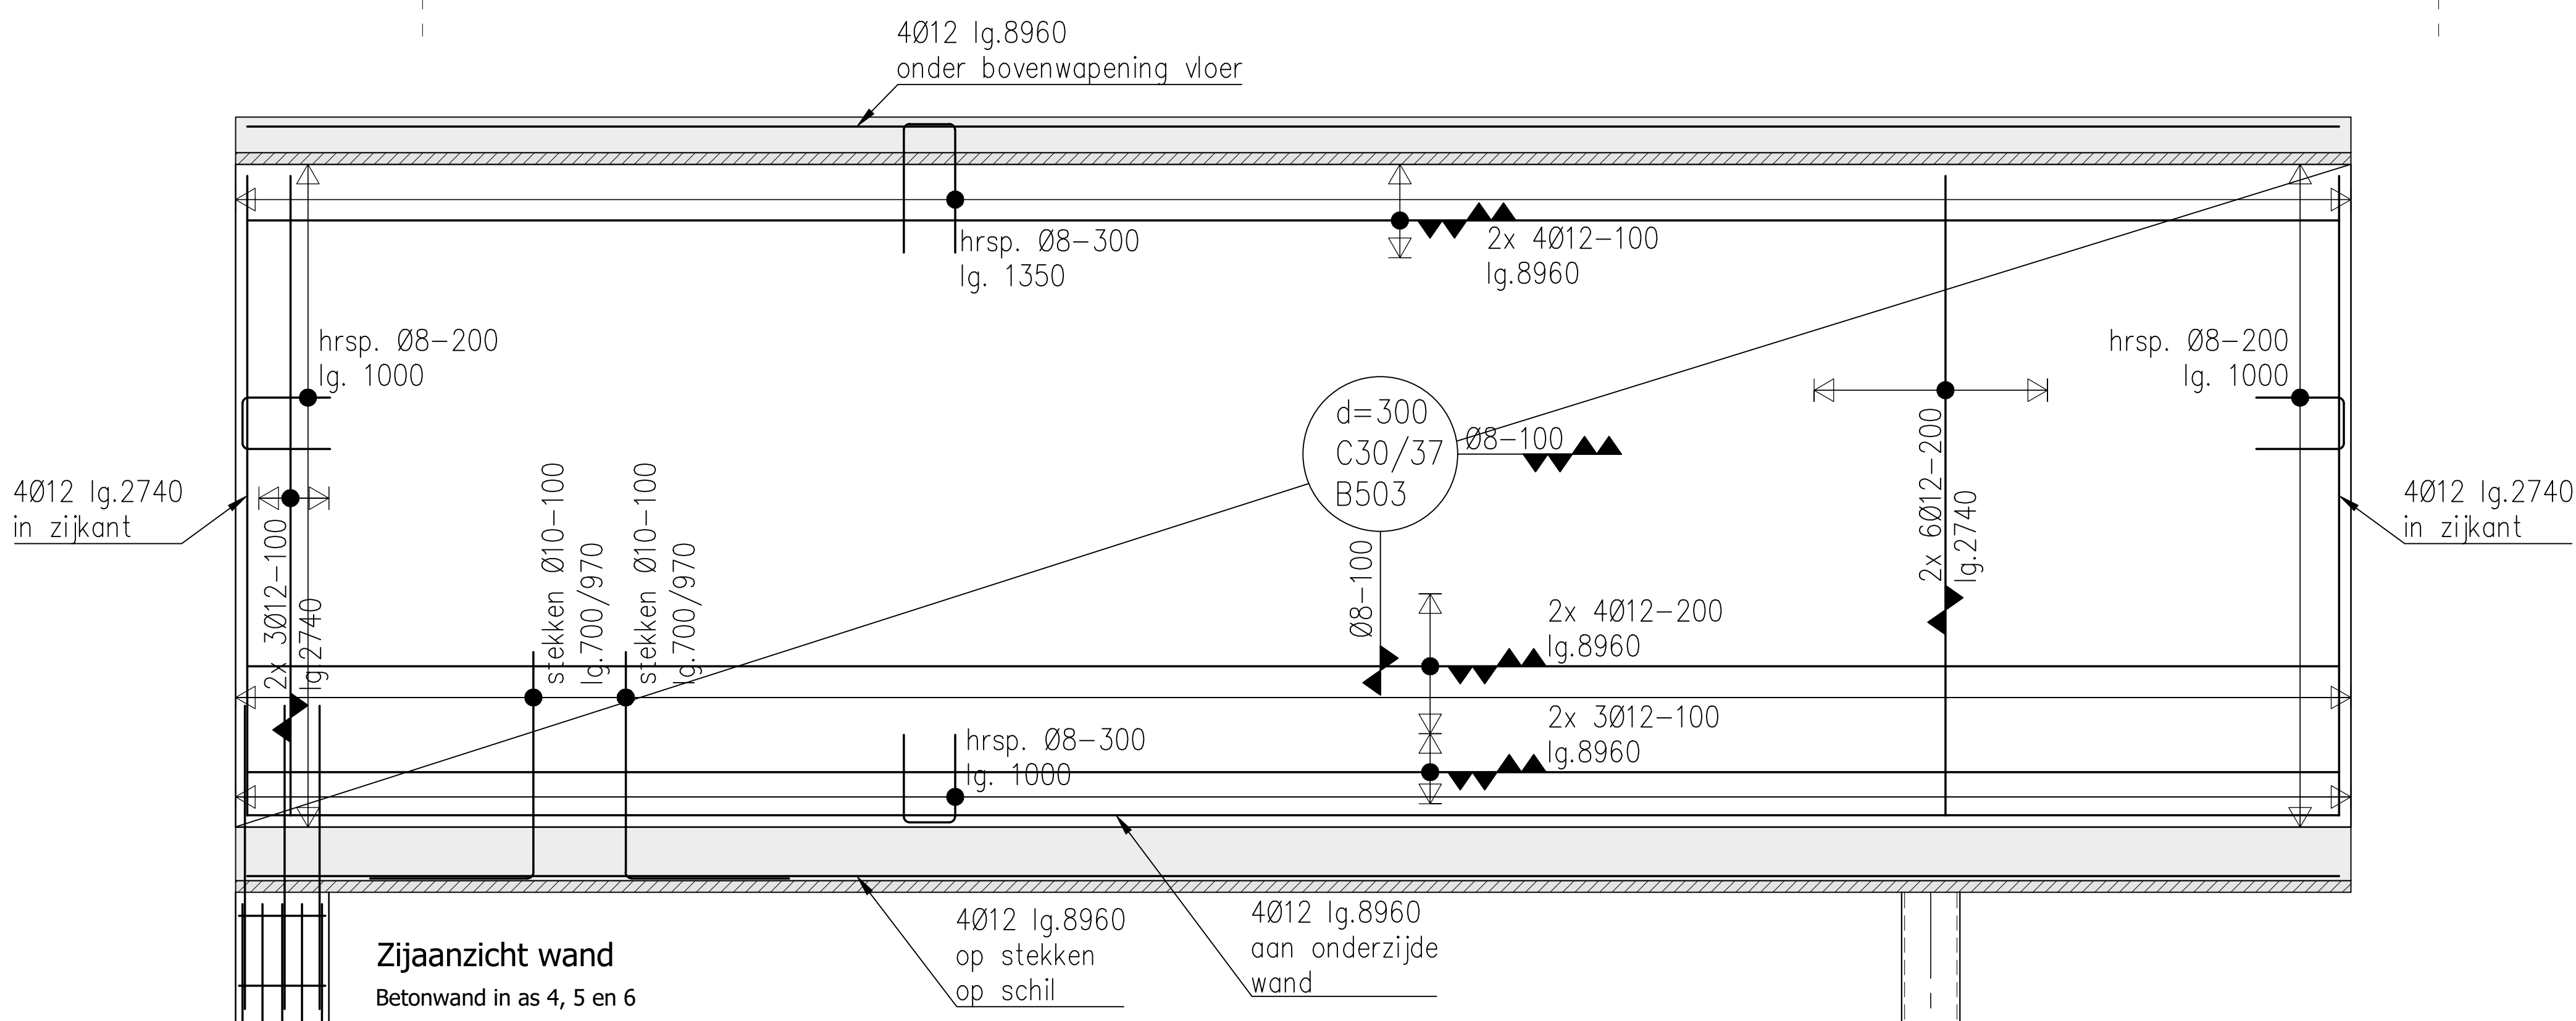 4Ø12 lg.8960
onder bovenwapening vloer
hrsp. Ø8-300
lg. 1350
2x 4Ø12-100
lg.8960
hrsp. Ø8-200
lg. 1000
hrsp. Ø8-200
lg. 1000
d=300
C30/37
B503
Ø8-100
Ø8-100
4Ø12 lg.2740
in zijkant
4Ø12 lg.2740
in zijkant
2x 3Ø12-100
lg.2740
stekken Ø10-100
lg.700/970
stekken Ø10-100
lg.700/970
2x 6Ø12-200
lg.2740
2x 4Ø12-200
lg.8960
2x 3Ø12-100
lg.8960
hrsp. Ø8-300
lg. 1000
4Ø12 lg.8960
op stekken
op schil
4Ø12 lg.8960
aan onderzijde
wand
Zijaanzicht wand
Betonwand in as 4, 5 en 6